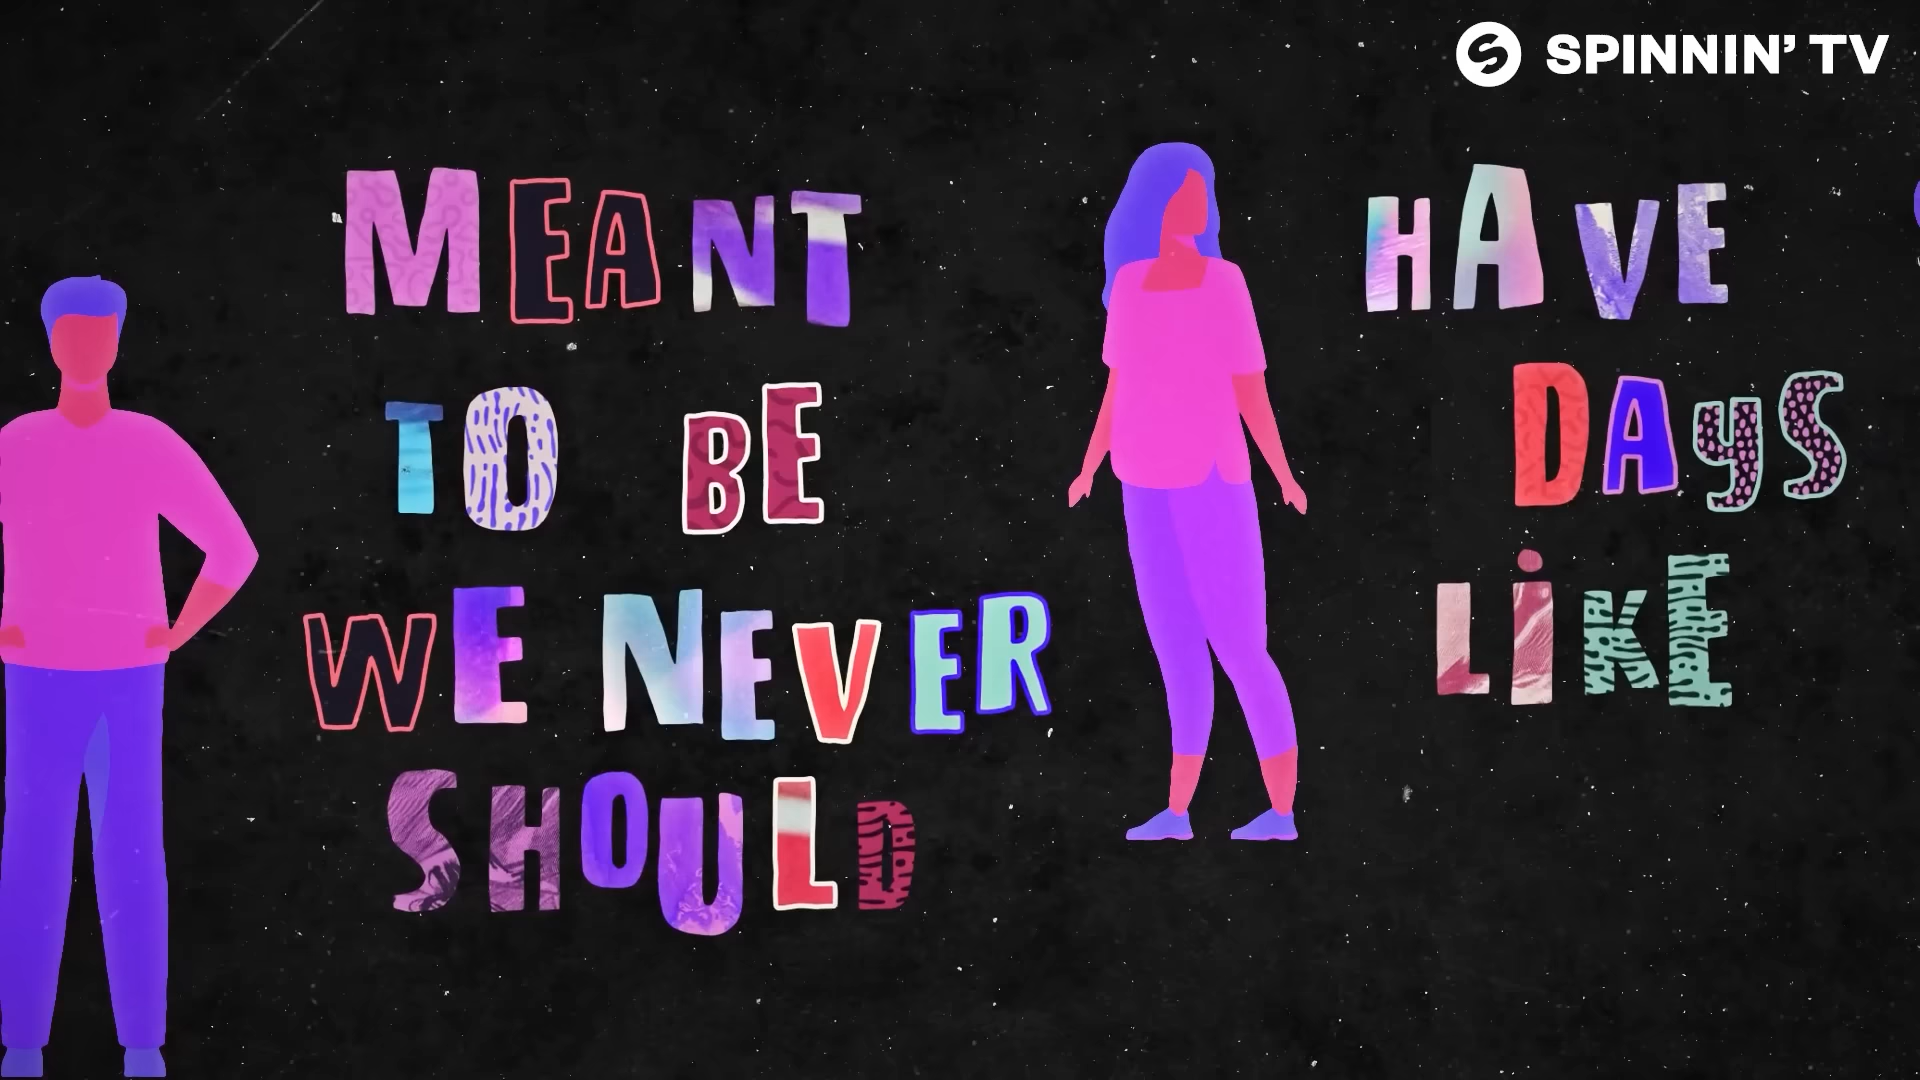 SPINNIN' TV
MEANT
TO BE
WE NEVER
SHOULD
HAVE
DAyS
LiKE